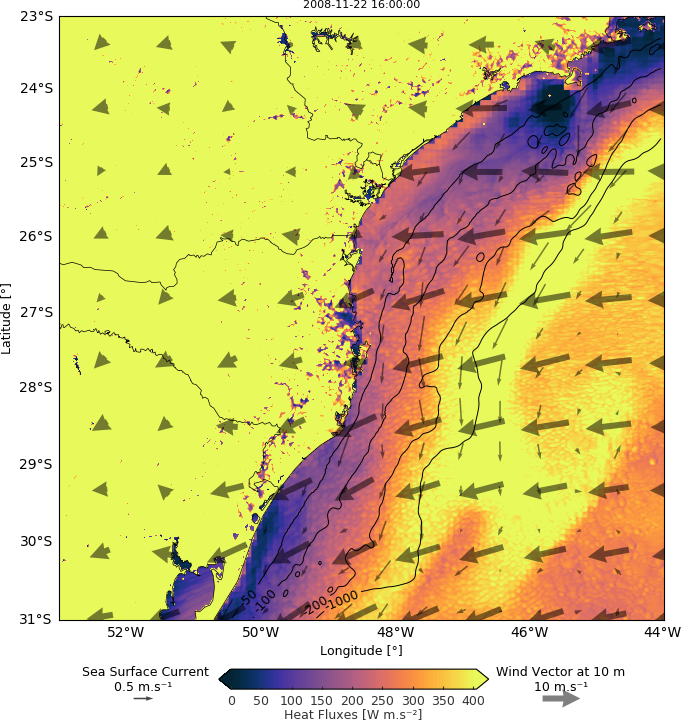 2008-11-22 16:00:00
23°S
24°S
25°S
26°S
27°S
28°S
29°S
30°S
31°S
Latitude [°]
-50
-100
-200
-1000
52°W 50°W 48°W 46°W 44°W
Longitude [°]
Sea Surface Current
0.5 m.s⁻¹
Wind Vector at 10 m
10 m.s⁻¹
0 50 100 150 200 250 300 350 400
Heat Fluxes [W m.s⁻²]